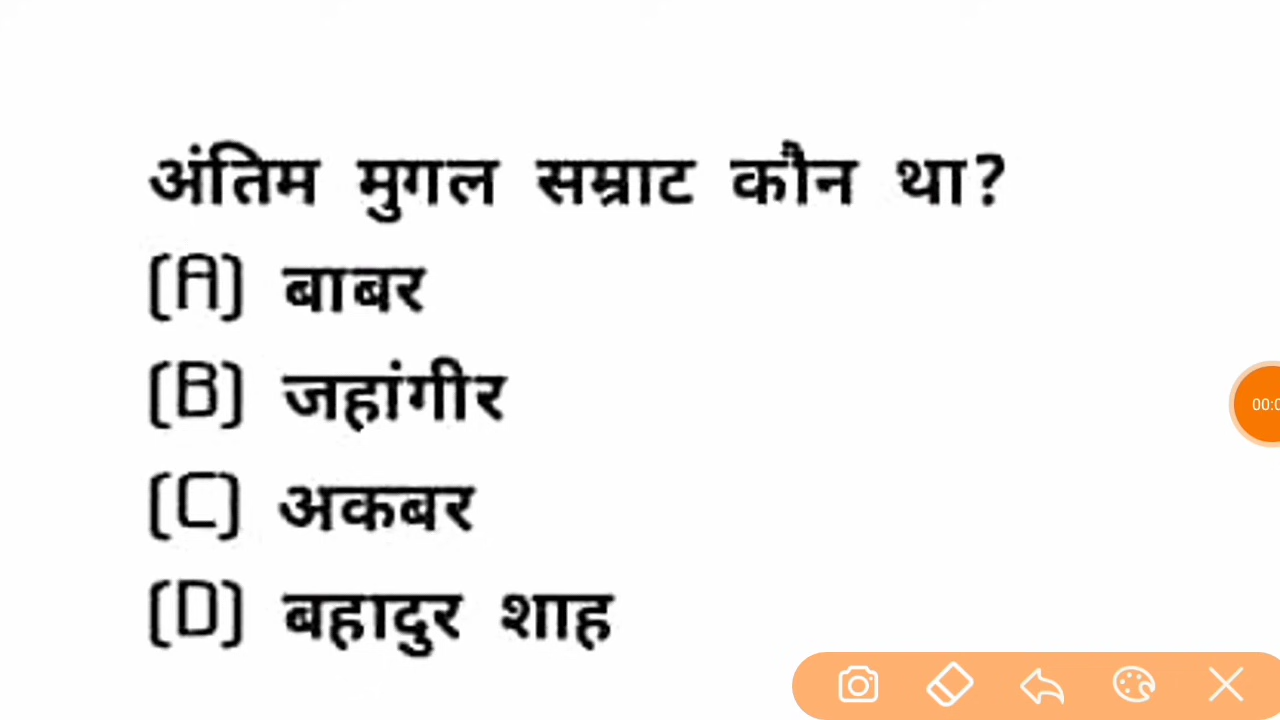 अंतिम मुगल सम्राट कौन था?
(A) बाबर
(B) जहांगीर
(C) अकबर
(D) बहादुर शाह